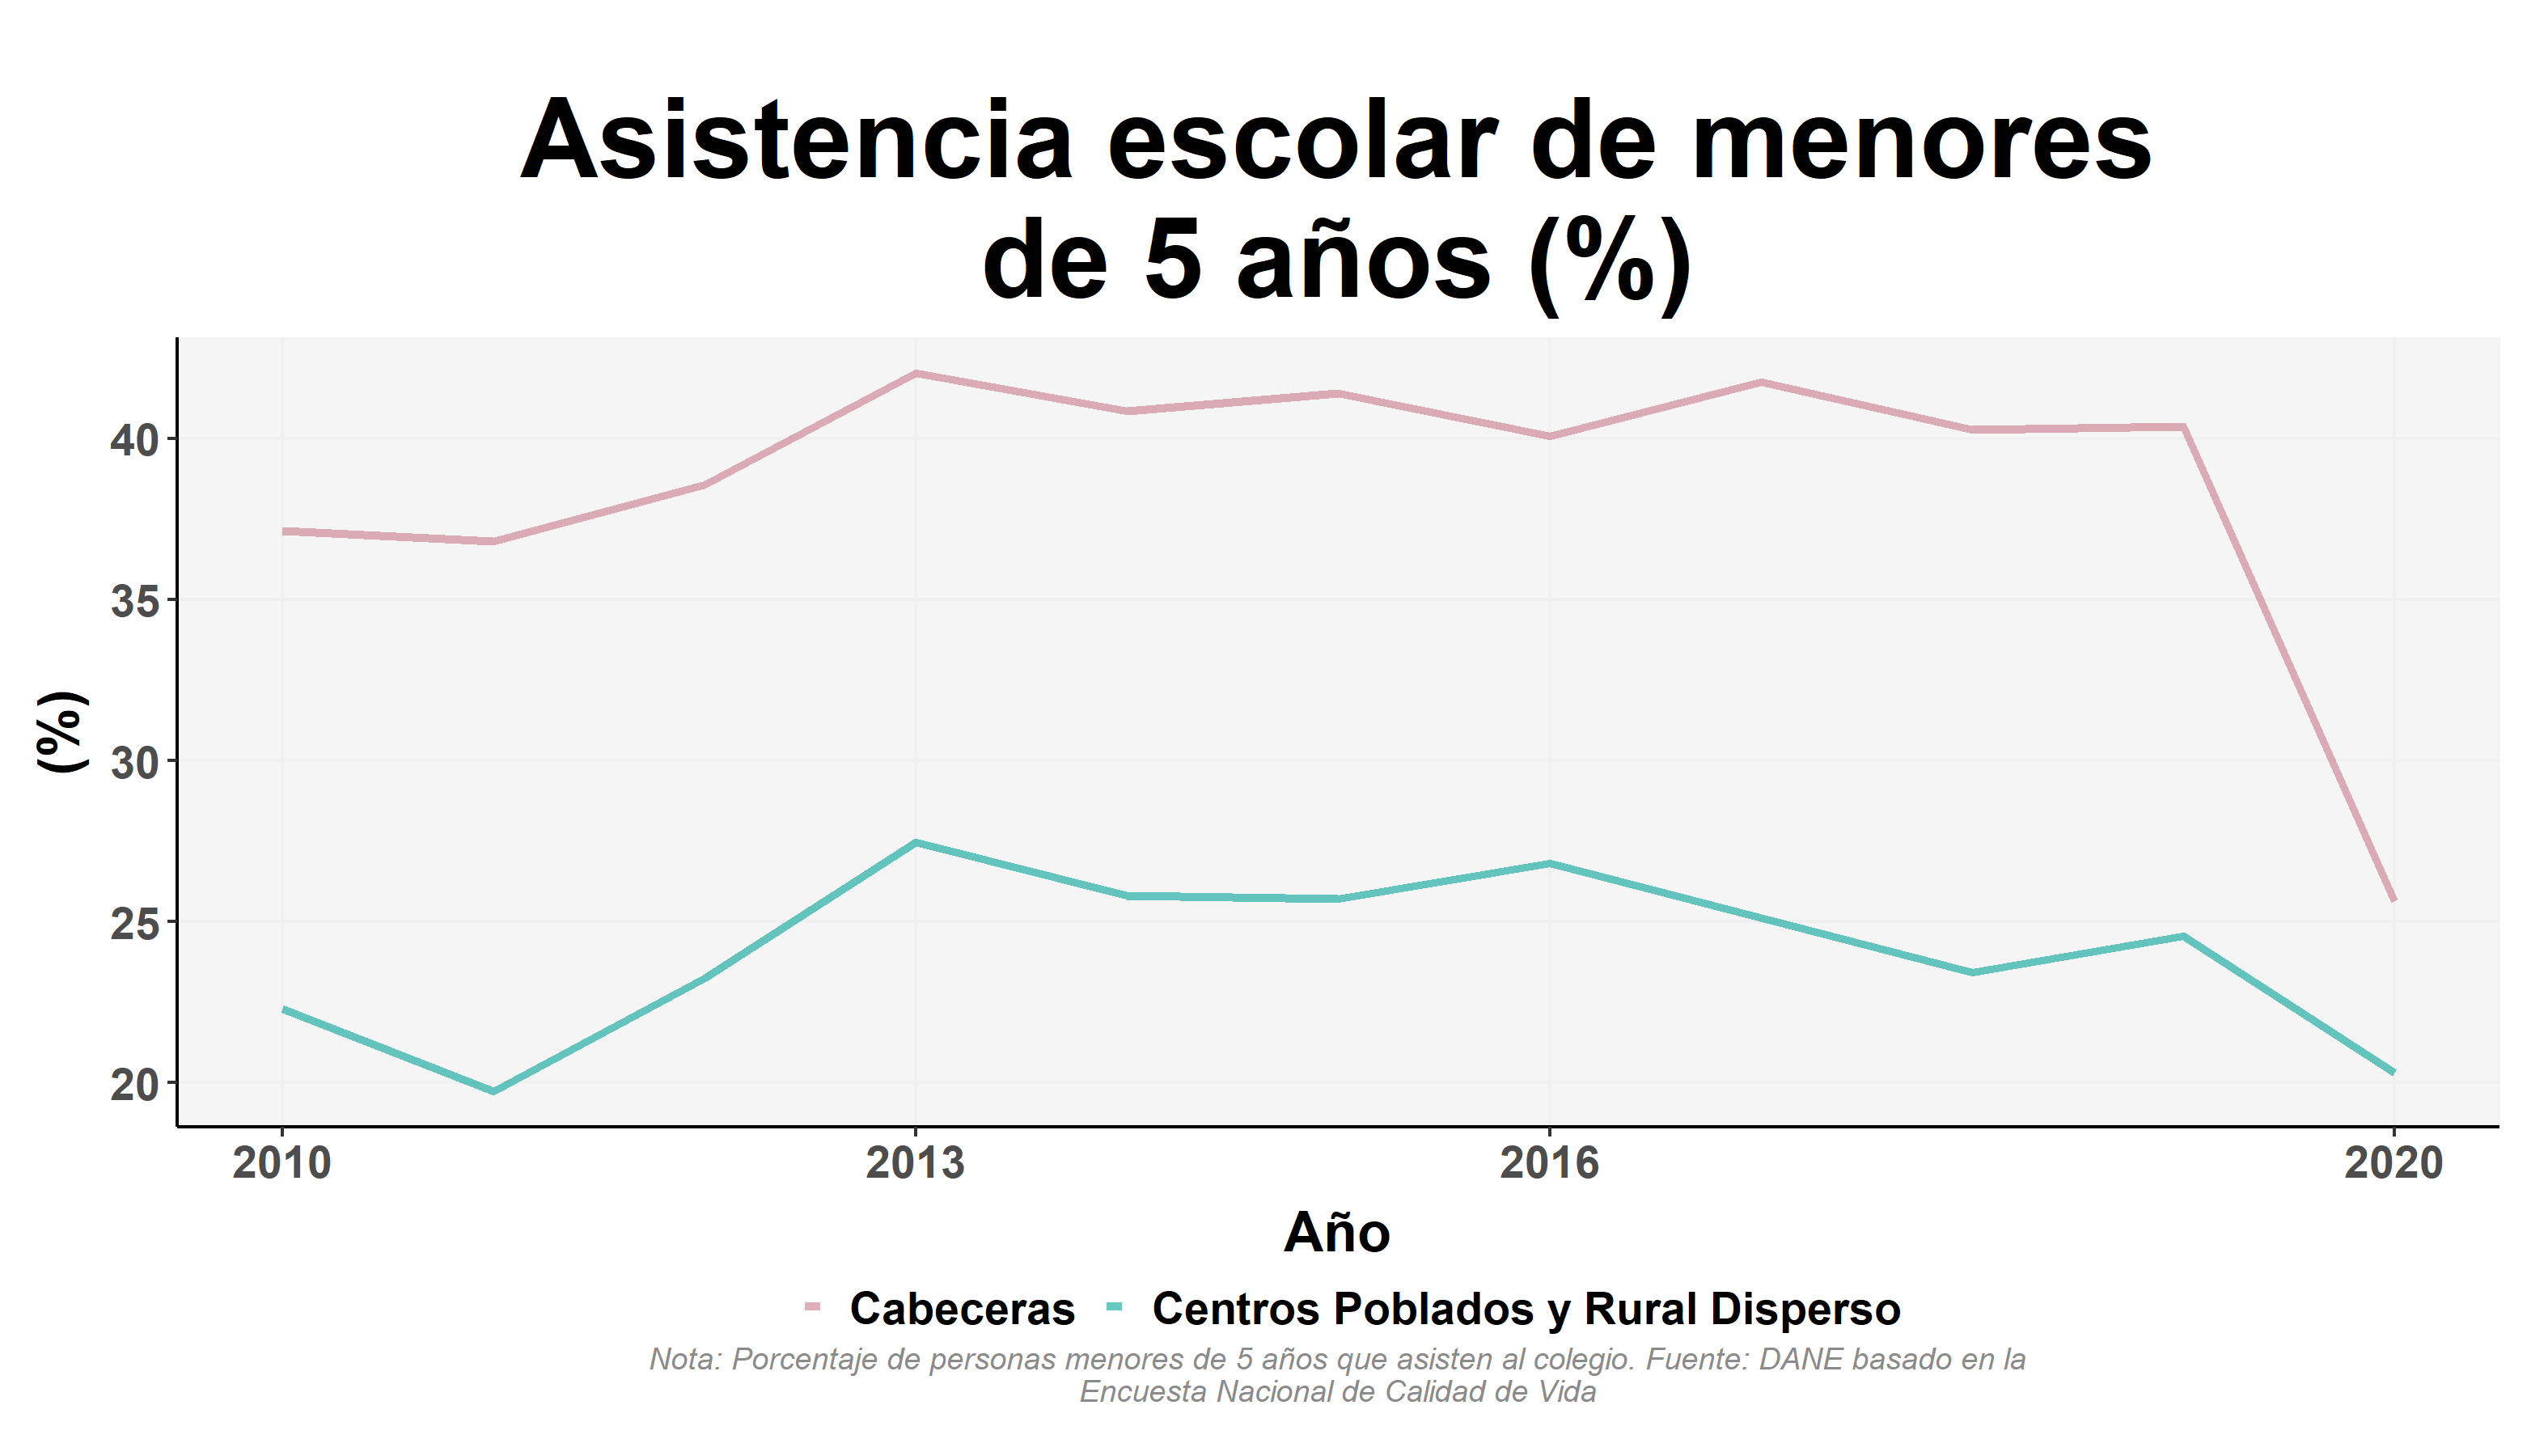 Asistencia escolar de menores
de 5 años (%)
(%)
40
35
30
25
20
2010 2013 2016 2020
Año
Cabeceras Centros Poblados y Rural Disperso
Nota: Porcentaje de personas menores de 5 años que asisten al colegio. Fuente: DANE basado en la
Encuesta Nacional de Calidad de Vida